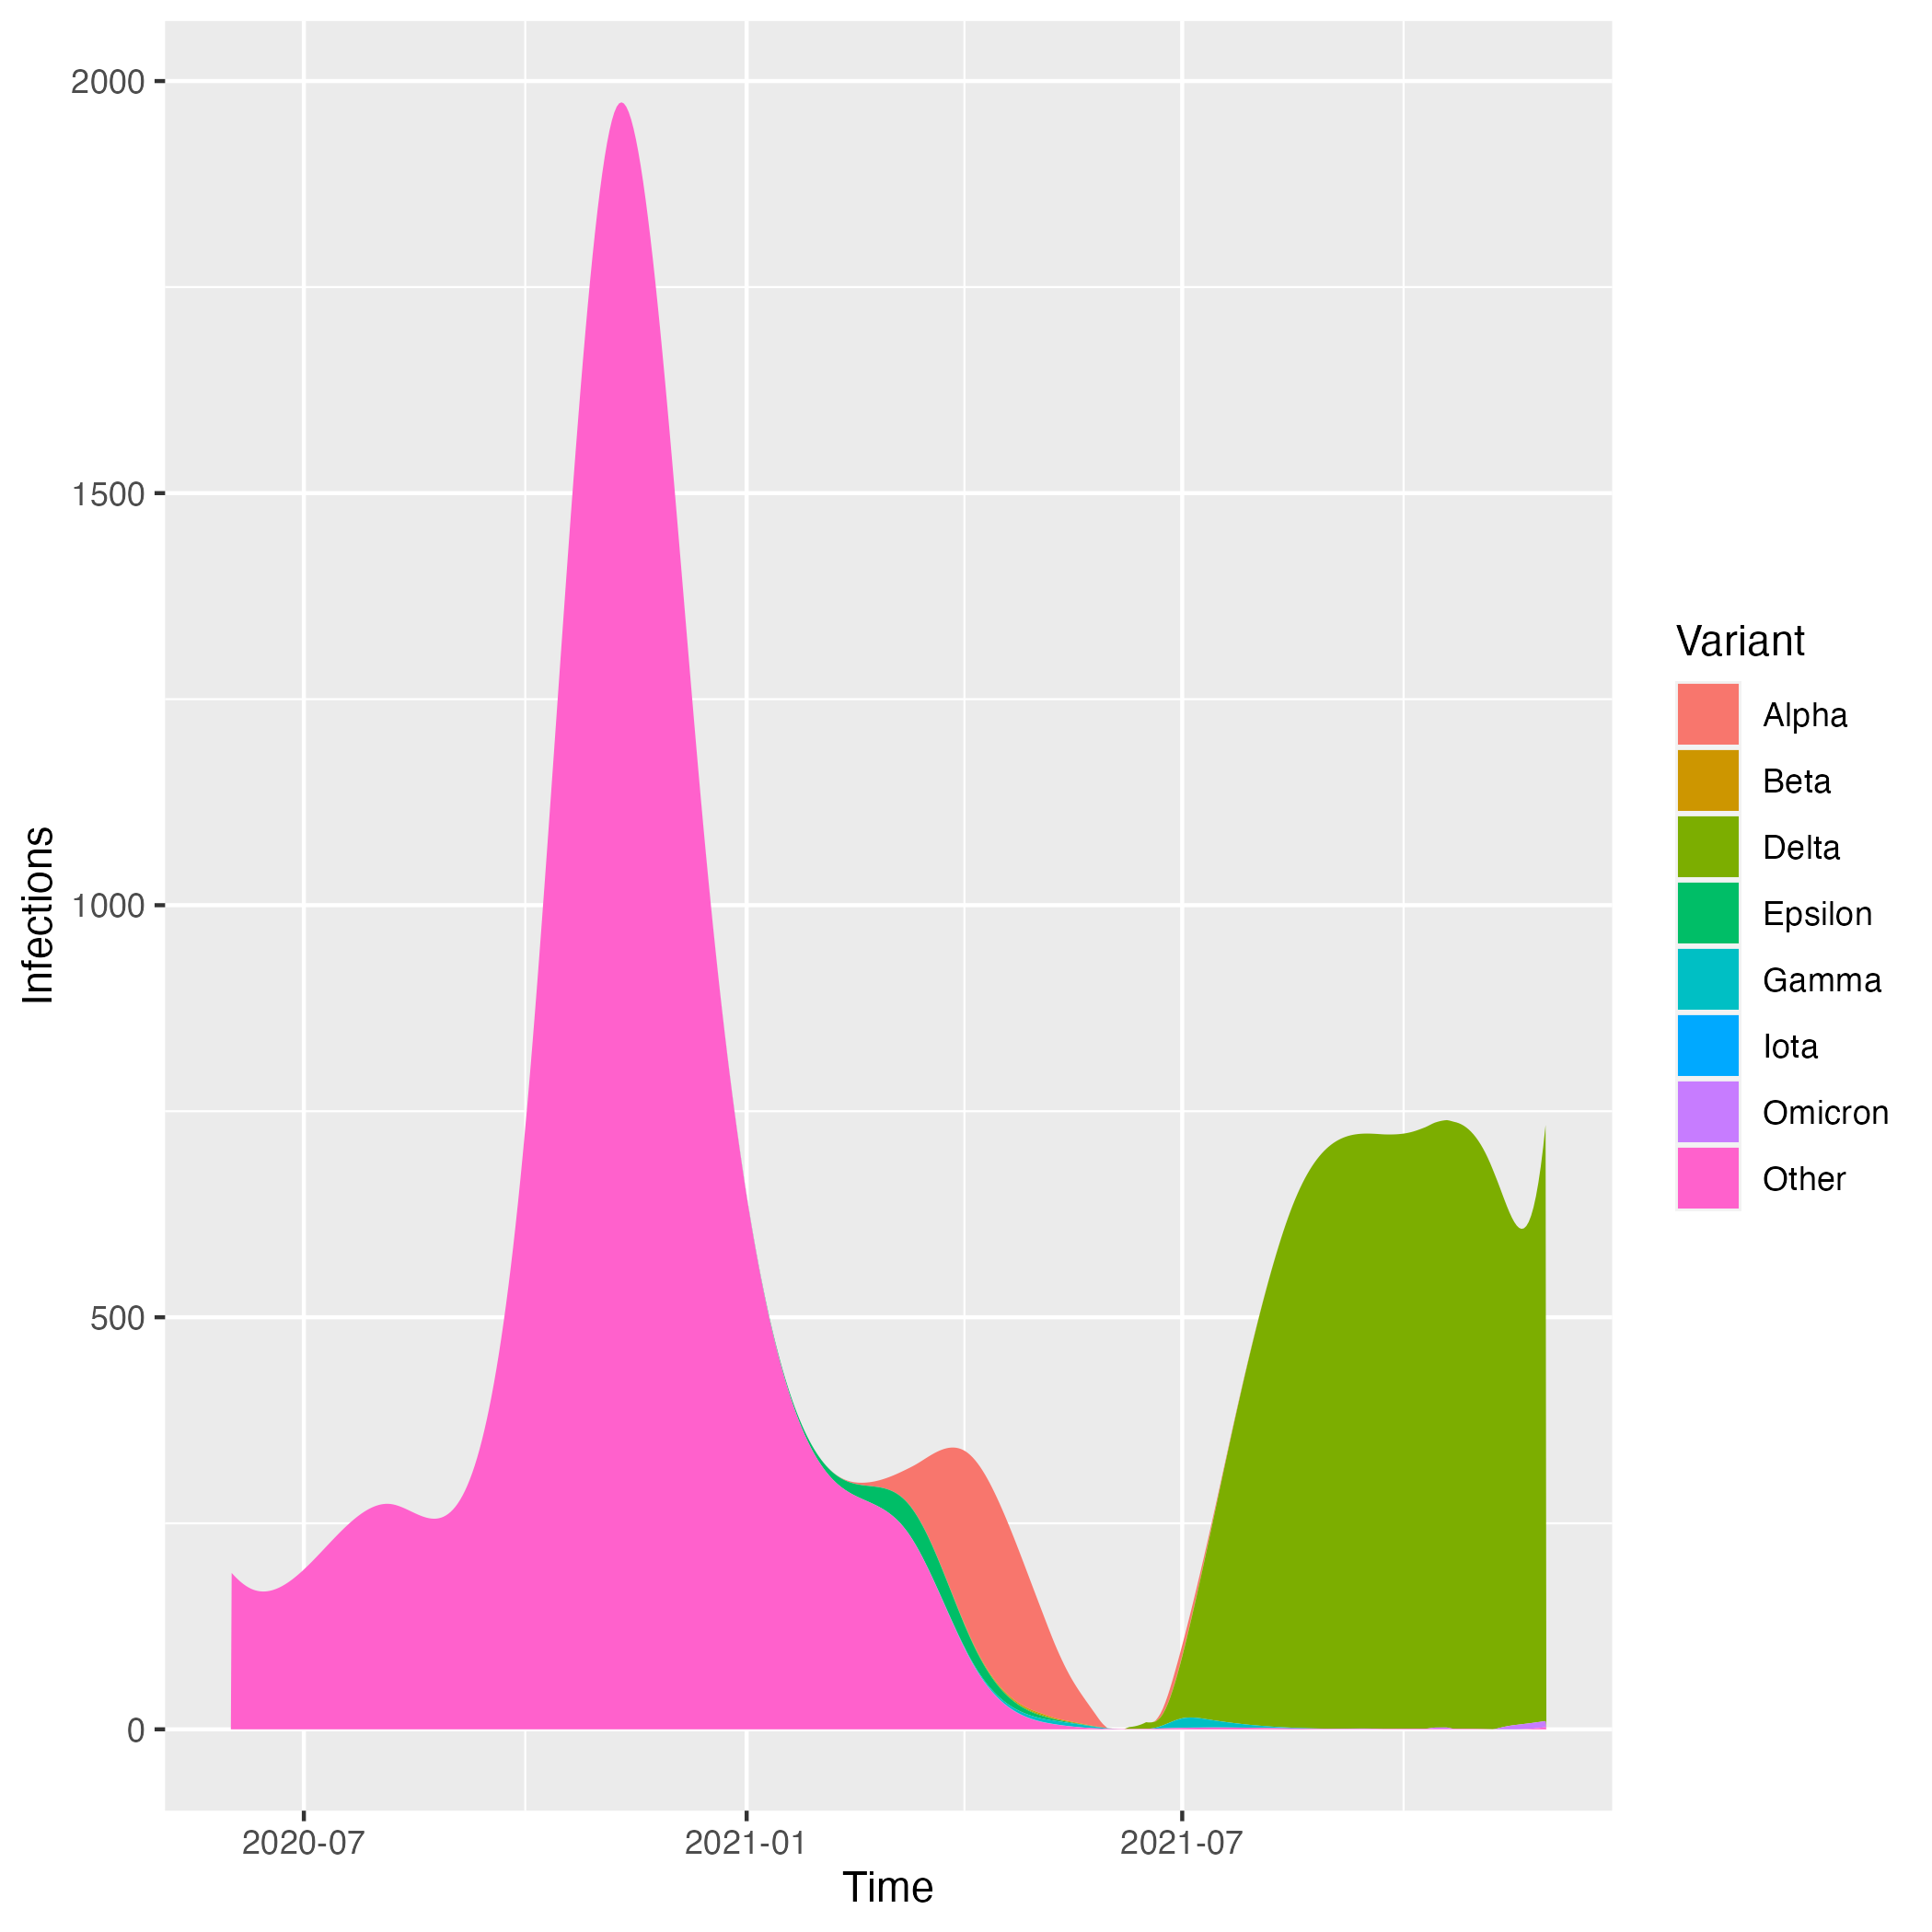 2000
1500
1000
500
0
Infections
2020-07
2021-01
2021-07
Time
Variant
Alpha
Beta
Delta
Epsilon
Gamma
Iota
Omicron
Other